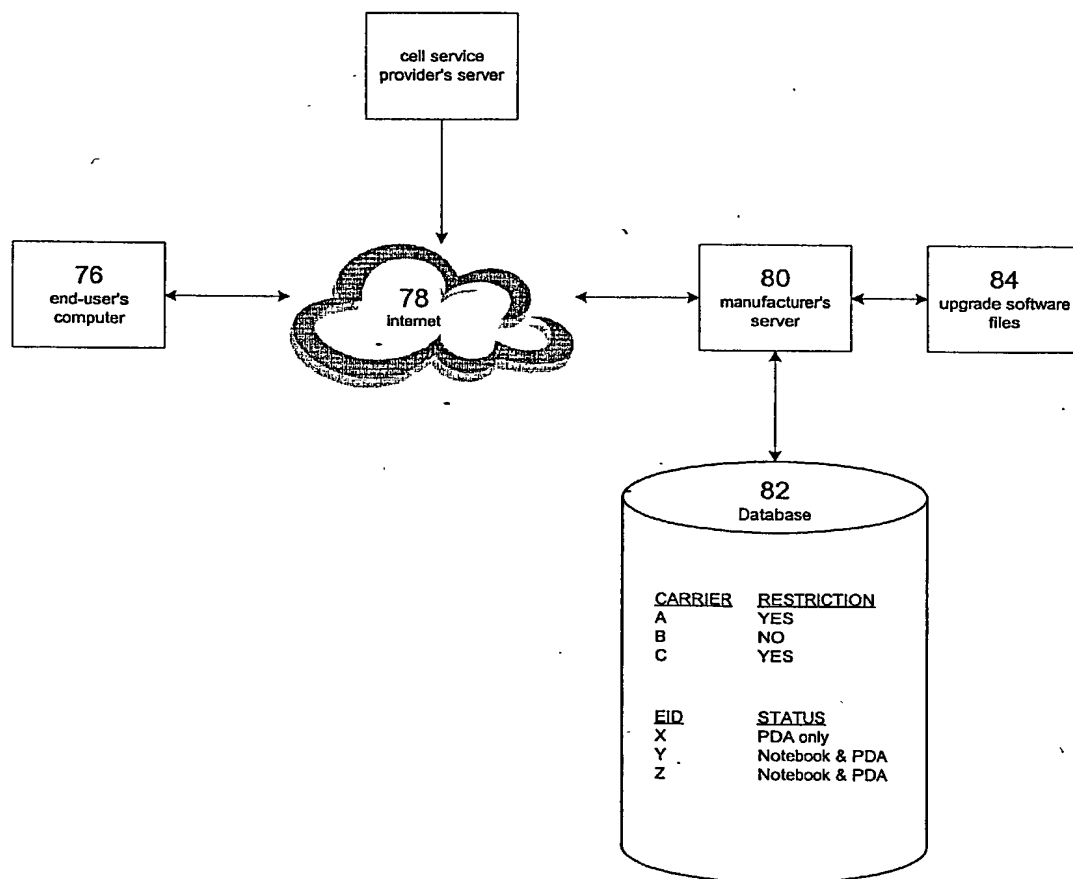 cell service
provider's server
76
end-user's
computer
78
internet
80
manufacturer's
server
84
upgrade software
files
82
Database
CARRIER RESTRICTION
A YES
B NO
C YES
EID STATUS
X PDA only
Y Notebook & PDA
Z Notebook & PDA